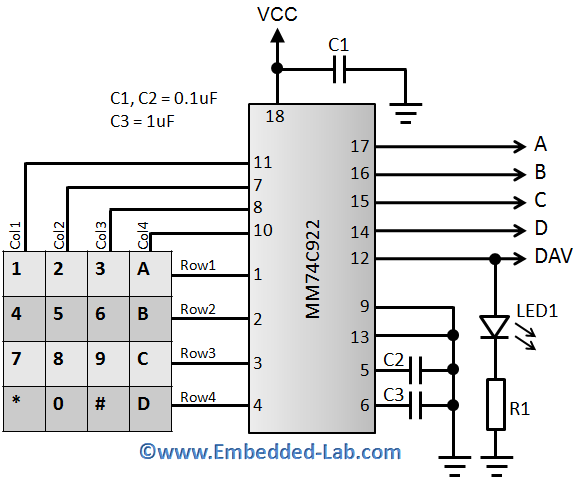 VCC
C1
C1, C2 = 0.1uF
C3 = 1uF
18
17 A
11 16 B
7 15 C
8 14 D
10 12 DAV
Col1 Col2 Col3 Col4
MM74C922
1 2 3 A Row1 1
9
LED1
4 5 6 B Row2 2
13
7 8 9 C Row3 3
5 C2
* 0 # D Row4 4
6 C3
R1
©www.Embedded-Lab.com